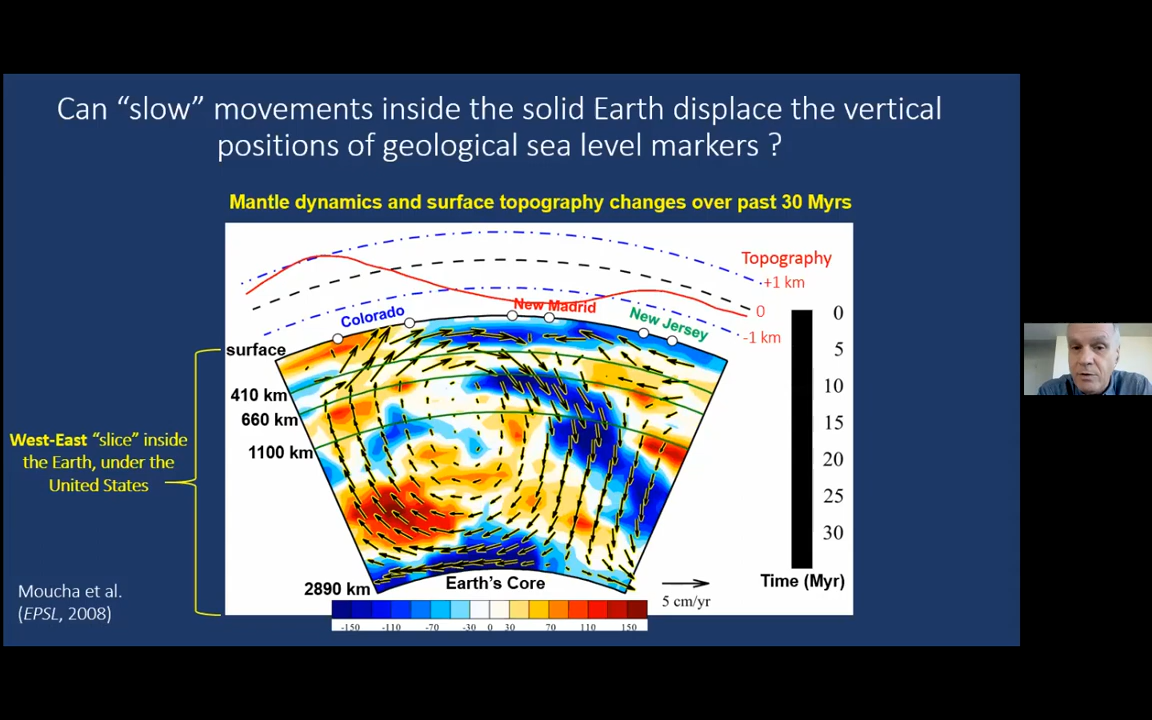 Can “slow” movements inside the solid Earth displace the vertical
positions of geological sea level markers ?
Mantle dynamics and surface topography changes over past 30 Myrs
Topography
+1 km
0
-1 km
Colorado
New Madrid
New Jersey
surface
410 km
660 km
1100 km
2890 km
West-East “slice” inside
the Earth, under the
United States
Earth's Core
5 cm/yr
0
5
10
15
20
25
30
Time (Myr)
-150 -110 -70 -30 0 30 70 110 150
Moucha et al.
(EPSL, 2008)